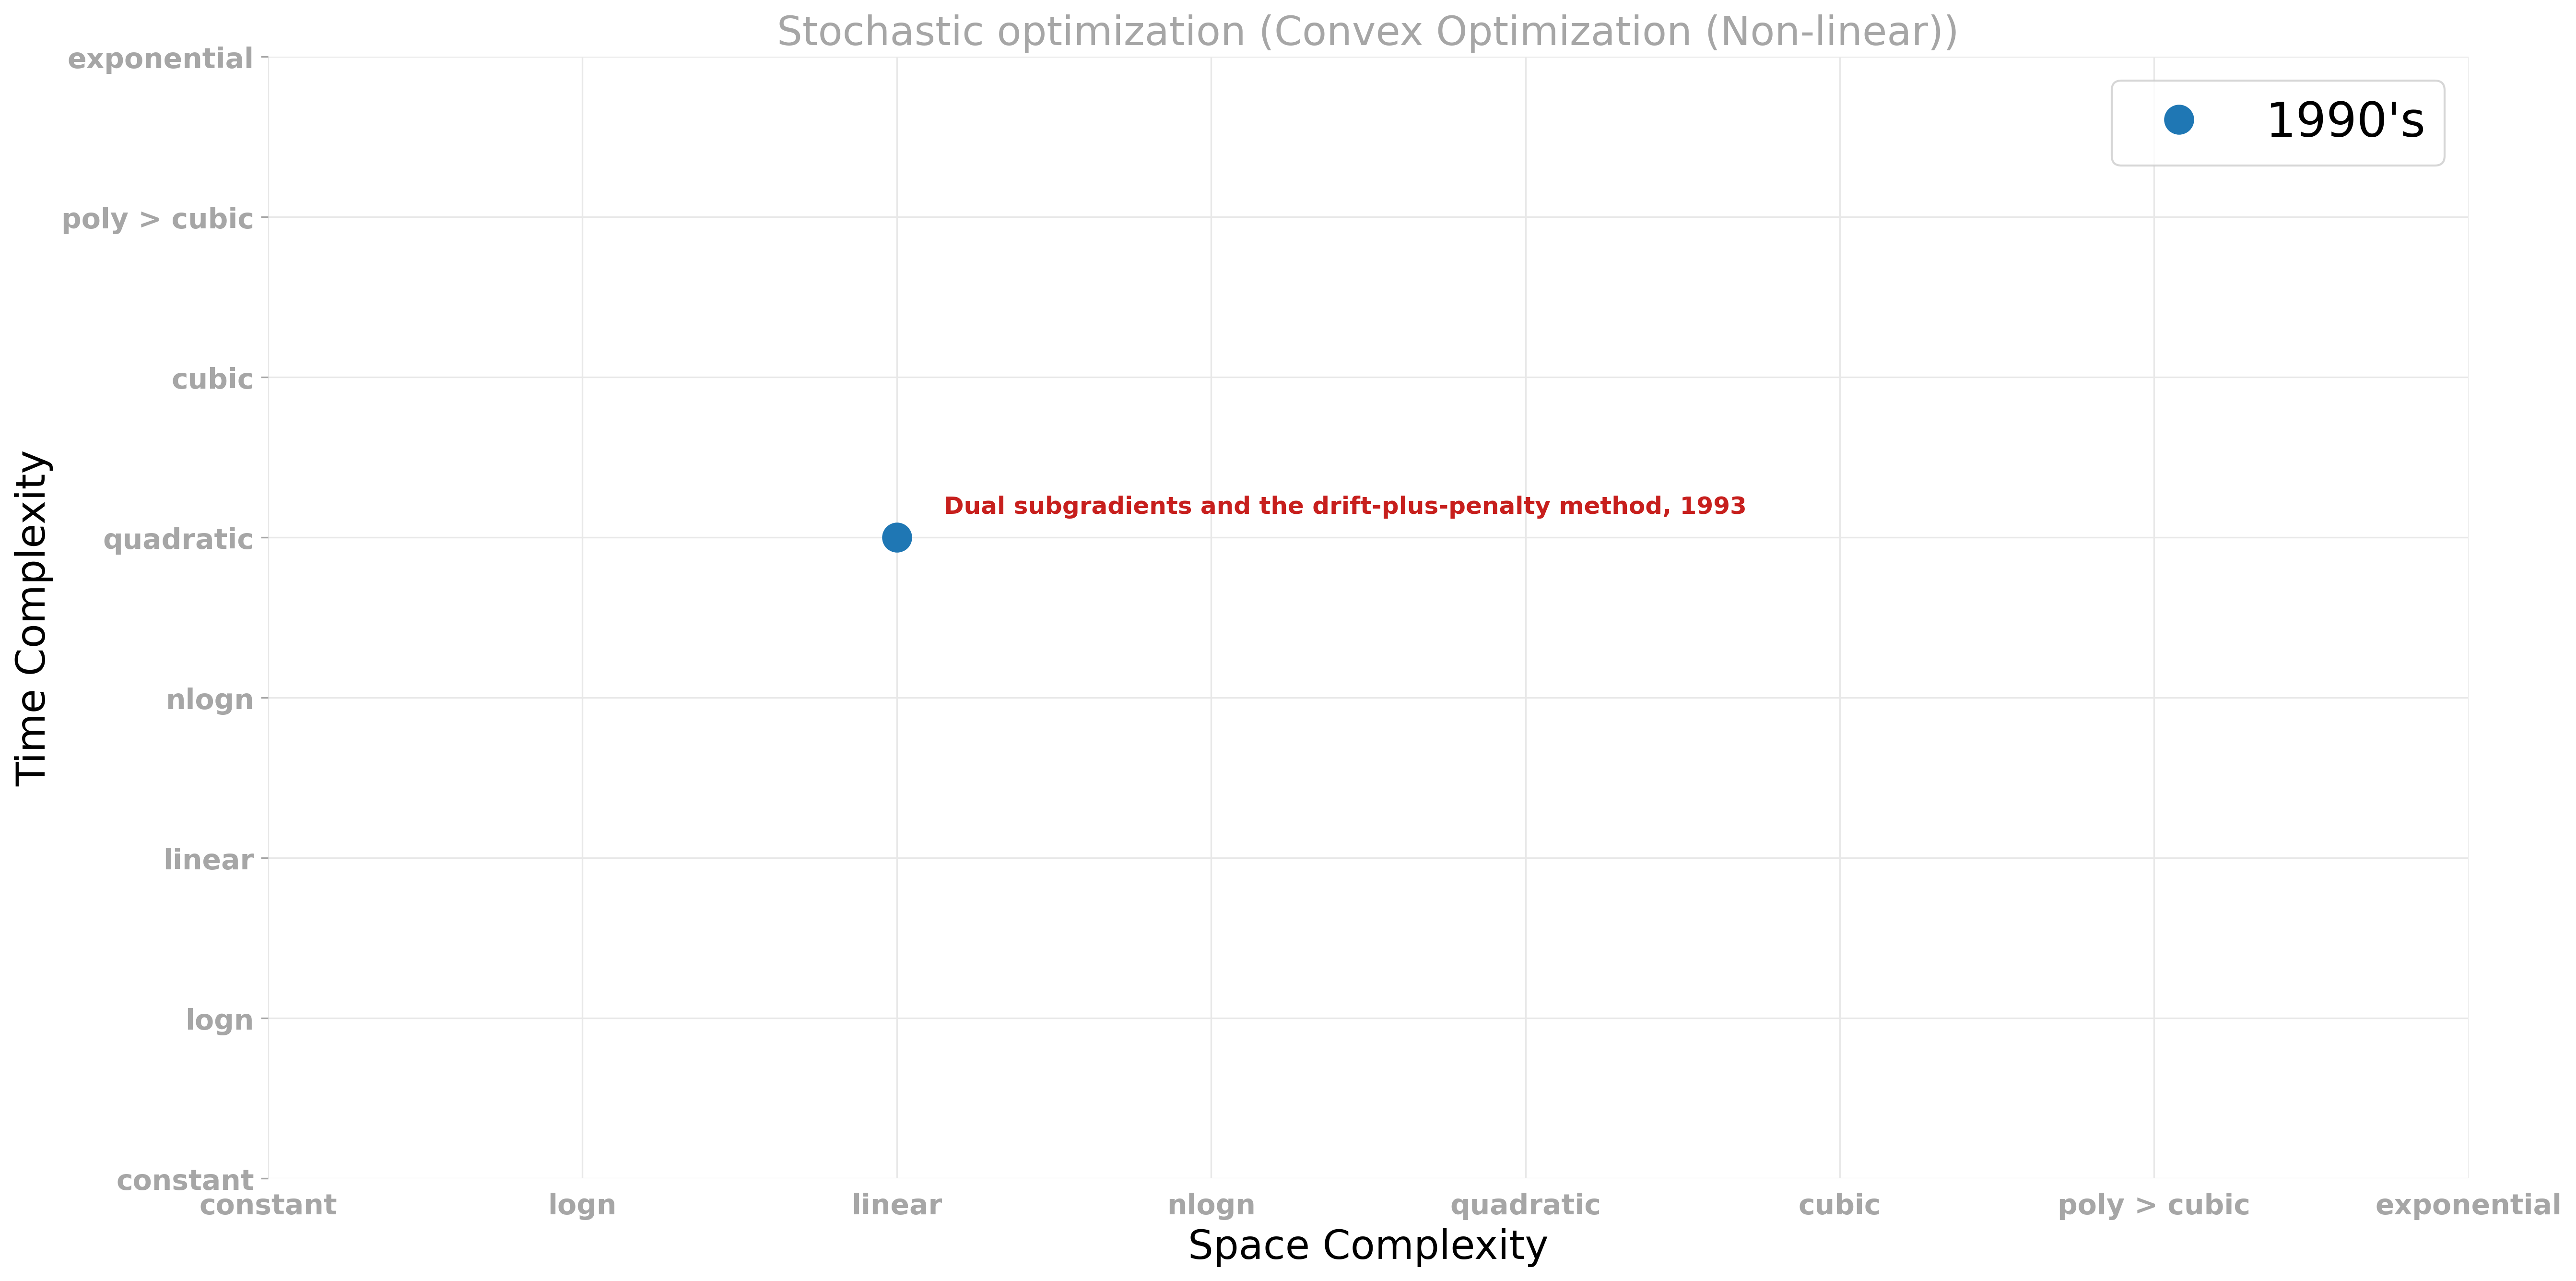 Stochastic optimization (Convex Optimization (Non-linear))
exponential
1990's
poly > cubic
cubic
Dual subgradients and the drift-plus-penalty method, 1993
quadratic
nlogn
linear
logn
constant
Time Complexity
constant logn linear nlogn quadratic cubic poly > cubic exponential
Space Complexity